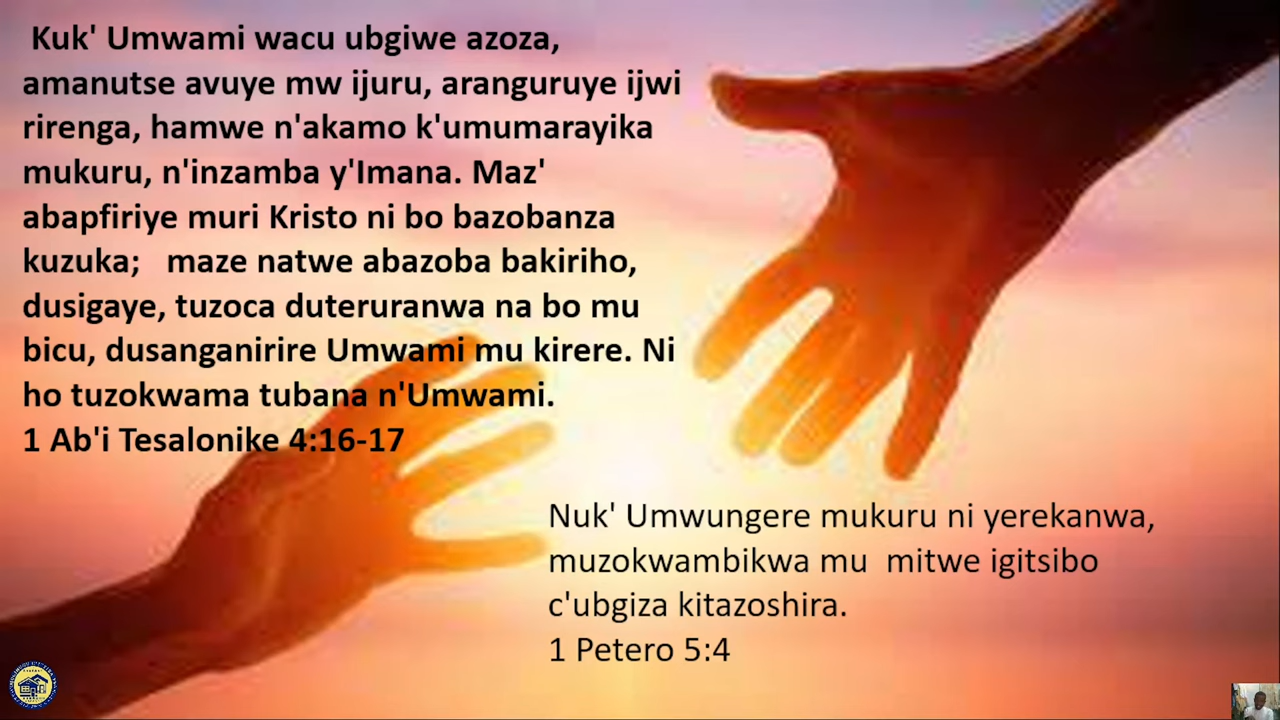 Kuk' Umwami wacu ubgiwe azoza,
amanutse avuye mw ijuru, aranguruye ijwi
rirenga, hamwe n'akamo k'umumarayika
mukuru, n'inzamba y'Imana. Maz'
abapfiriye muri Kristo ni bo bazobanza
kuzuka;   maze natwe abazoba bakiriho,
dusigaye, tuzoca duteruranwa na bo mu
bicu, dusanganirire Umwami mu kirere. Ni
ho tuzokwama tubana n'Umwami.
1 Ab'i Tesalonike 4:16-17
Nuk' Umwungere mukuru ni yerekanwa,
muzokwambikwa mu  mitwe igitsibo
c'ubgiza kitazoshira.
1 Petero 5:4